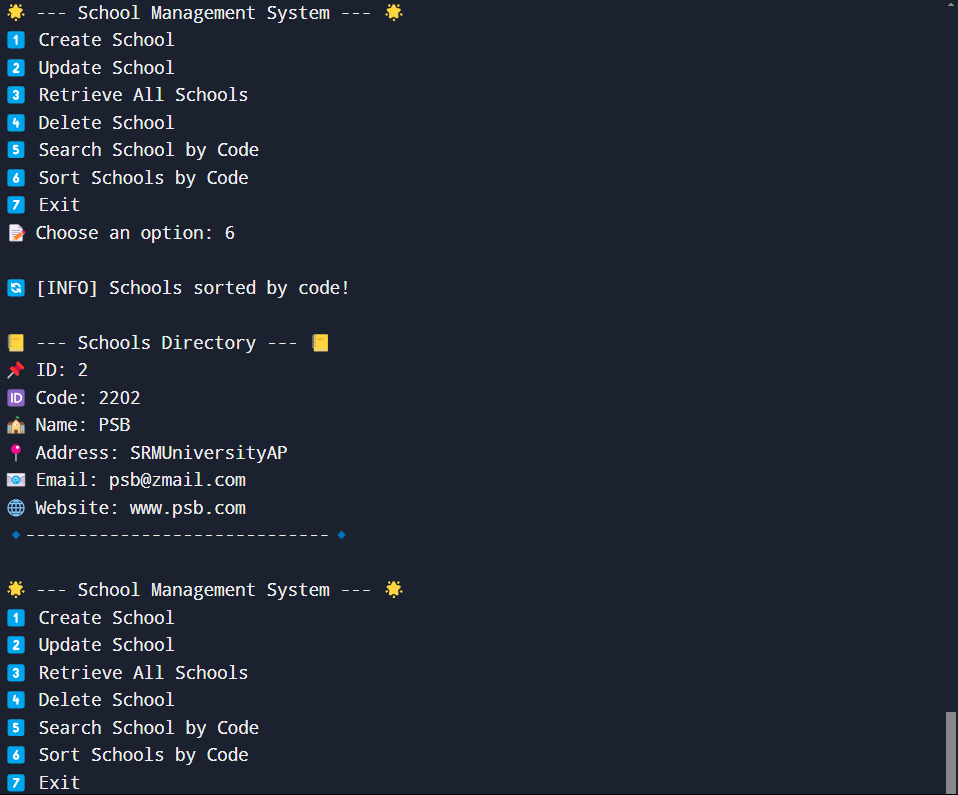 🌟 --- School Management System --- 🌟
1️⃣ Create School
2️⃣ Update School
3️⃣ Retrieve All Schools
4️⃣ Delete School
5️⃣ Search School by Code
6️⃣ Sort Schools by Code
7️⃣ Exit
📝 Choose an option: 6
🔄 [INFO] Schools sorted by code!
📒 --- Schools Directory --- 📒
📌 ID: 2
🆔 Code: 2202
🏫 Name: PSB
📍 Address: SRMUniversityAP
📧 Email: psb@zmail.com
🌐 Website: www.psb.com
🔹-----------------------------🔹
🌟 --- School Management System --- 🌟
1️⃣ Create School
2️⃣ Update School
3️⃣ Retrieve All Schools
4️⃣ Delete School
5️⃣ Search School by Code
6️⃣ Sort Schools by Code
7️⃣ Exit